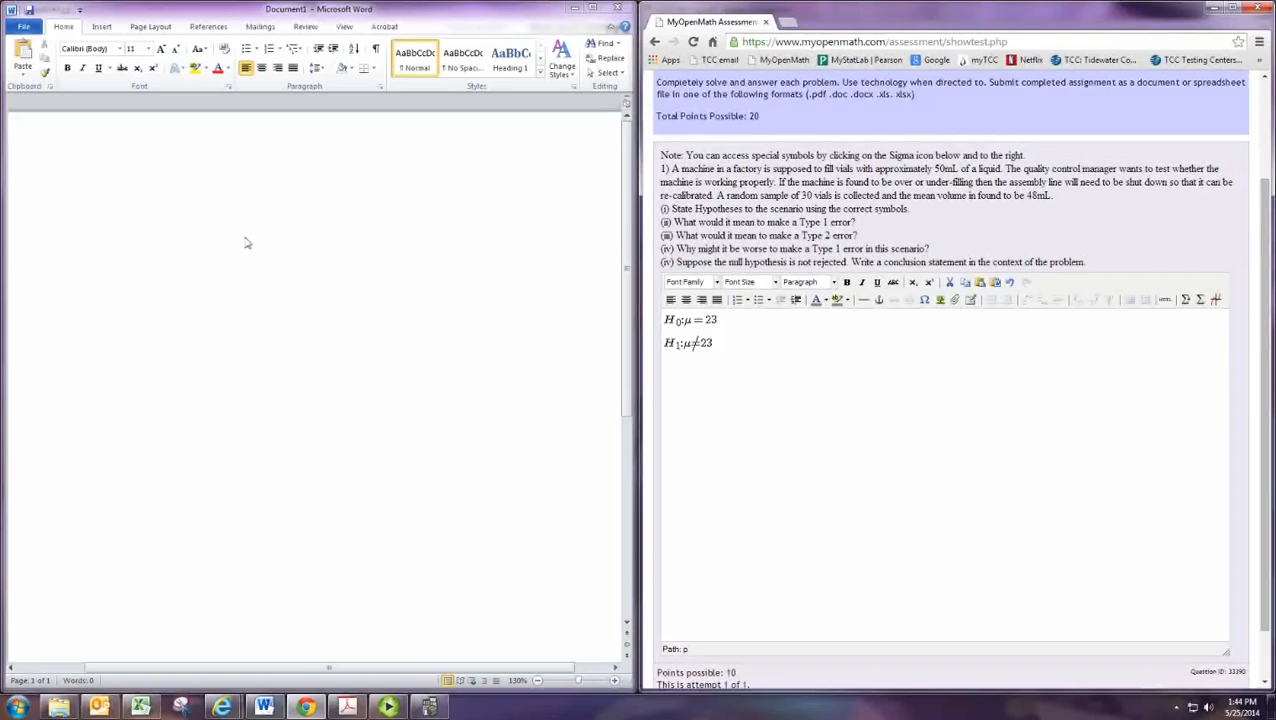 Document1 - Microsoft Word
File Home Insert Page Layout References Mailings Review View Acrobat
Calibri (Body) 11
Paste
Clipboard Font Paragraph Styles Editing
AaBbCcDc AaBbCcDc AaBbC
¶ Normal ¶ No Spaci... Heading 1
Change Styles
Find
Replace
Select
Page: 1 of 1 Words: 0 130%
MyOpenMath Assessmen
https://www.myopenmath.com/assessment/showtest.php
Apps TCC email MyOpenMath MyStatLab | Pearson Google myTCC Netflix TCC: Tidewater Co... TCC Testing Centers...
Completely solve and answer each problem. Use technology when directed to. Submit completed assignment as a document or spreadsheet
file in one of the following formats (.pdf .doc .docx .xls. xlsx)
Total Points Possible: 20
Note: You can access special symbols by clicking on the Sigma icon below and to the right.
1) A machine in a factory is supposed to fill vials with approximately 50mL of a liquid. The quality control manager wants to test whether the
machine is working properly. If the machine is found to be over or under-filling then the assembly line will need to be shut down so that it can be
re-calibrated. A random sample of 30 vials is collected and the mean volume in found to be 48mL.
(i) State Hypotheses to the scenario using the correct symbols.
(ii) What would it mean to make a Type 1 error?
(iii) What would it mean to make a Type 2 error?
(iv) Why might it be worse to make a Type 1 error in this scenario?
(iv) Suppose the null hypothesis is not rejected. Write a conclusion statement in the context of the problem.
Font Family Font Size Paragraph B I U ABC
HTML
H₀:μ = 23
H₁:μ≠23
Path: p
Points possible: 10
Question ID: 33390
This is attempt 1 of 1.
1:44 PM
5/25/2014